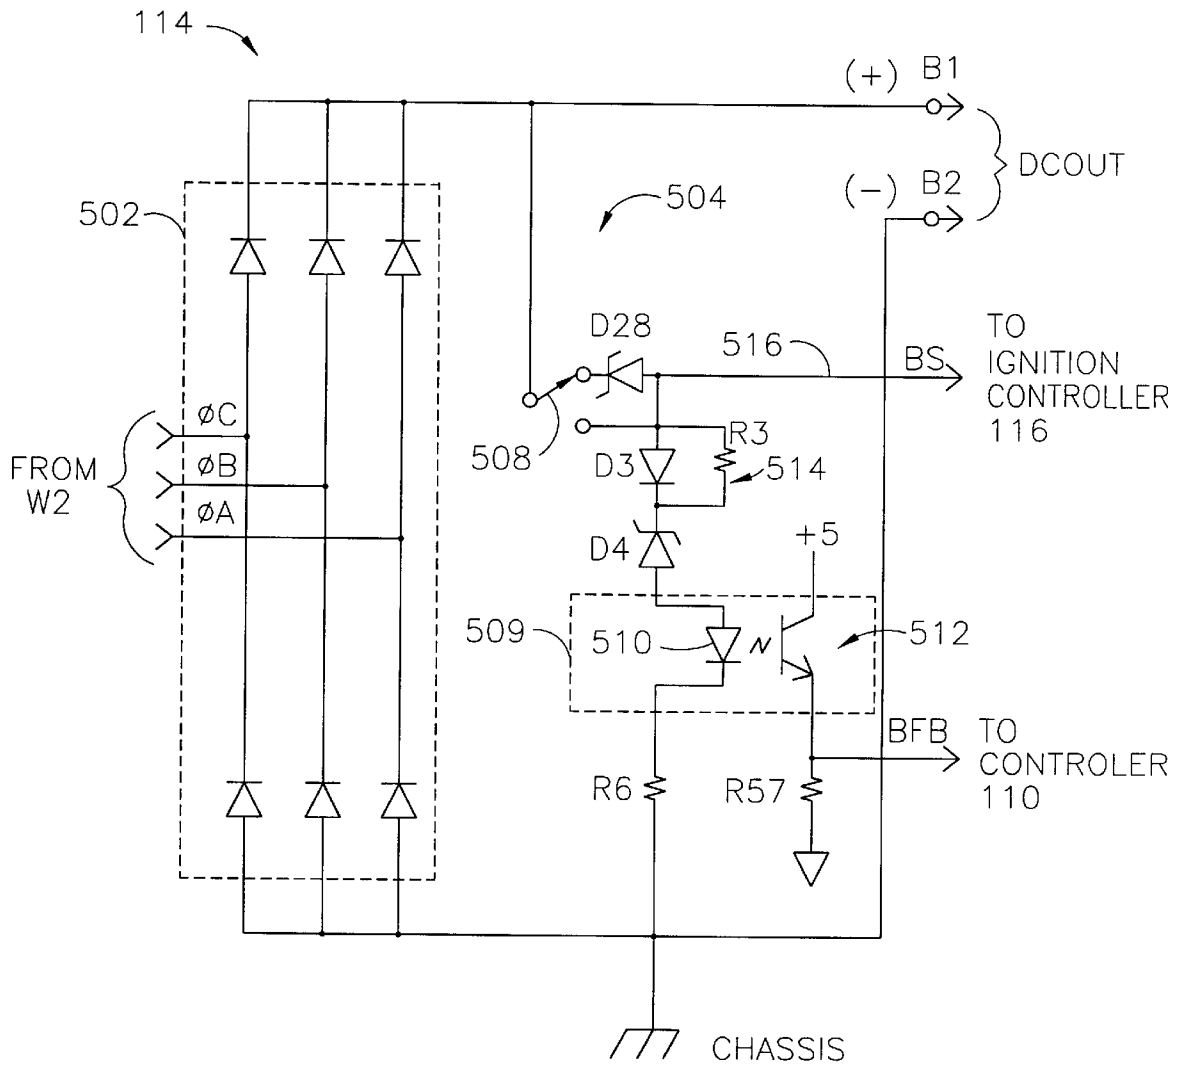 114
(+) B1
DCOUT
(-) B2
502
504
D28
516
BS
TO
IGNITION
CONTROLLER
116
øC
508
R3
FROM
W2
øB
D3
514
øA
D4
+5
509
510
512
BFB
TO
CONTROLER
110
R6
R57
CHASSIS